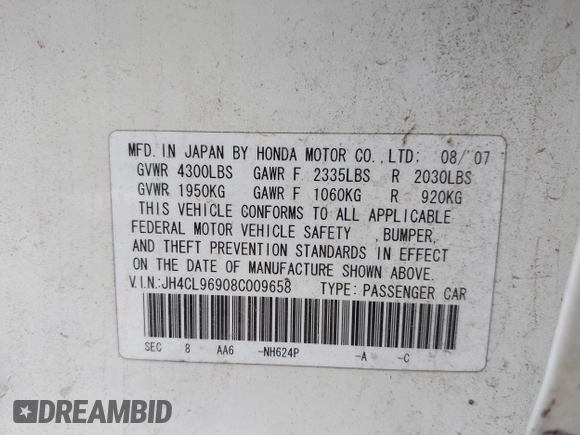 MFD. IN JAPAN BY HONDA MOTOR CO., LTD; 08/'07
GVWR 4300LBS GAWR F 2335LBS R 2030LBS
GVWR 1950KG GAWR F 1060KG R 920KG
THIS VEHICLE CONFORMS TO ALL APPLICABLE
FEDERAL MOTOR VEHICLE SAFETY ,BUMPER,
AND THEFT PREVENTION STANDARDS IN EFFECT
ON THE DATE OF MANUFACTURE SHOWN ABOVE.
V.I.N.:JH4CL96908C009658 TYPE: PASSENGER CAR
SEC 8 AA6 -NH624P -A -C
DREAMBID